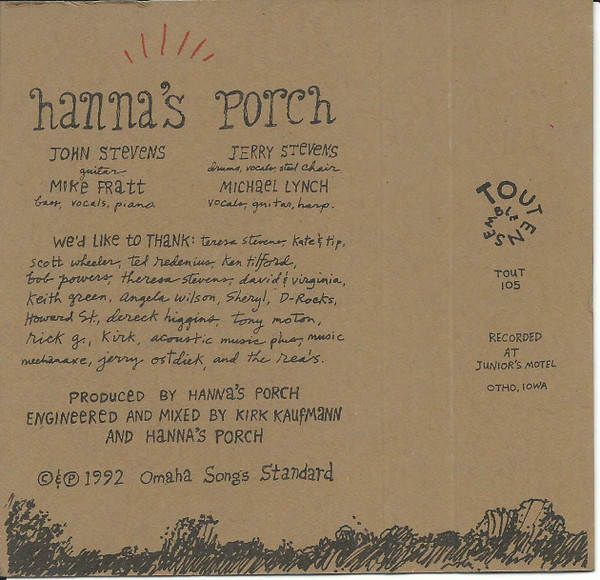 hanna's porch
JOHN STEVENS
guitar
MIKE FRATT
bass, vocals, piano
JERRY STEVENS
drums, vocals, steel chair
MICHAEL LYNCH
vocals, guitar, harp.
We'd like to THANK: teresa stevens, kate & tip,
scott wheeler, ted redenius, ken tilford,
bob powers, theresa stevens, david & virginia,
keith green, angela wilson, Sheryl, D-Rocks,
Howard St., dereck higgins, tony moton,
rick g., kirk, acoustic music plus, music
mechanaxe, jerry ostdiek, and the rea's.
PRODUCED BY HANNA'S PORCH
ENGINEERED AND MIXED BY KIRK KAUFMANN
AND HANNA'S PORCH
©&℗ 1992 Omaha Songs Standard
TOUT ENSEMBLE
TOUT
105
RECORDED
AT
JUNIOR'S MOTEL
OTHO, IOWA